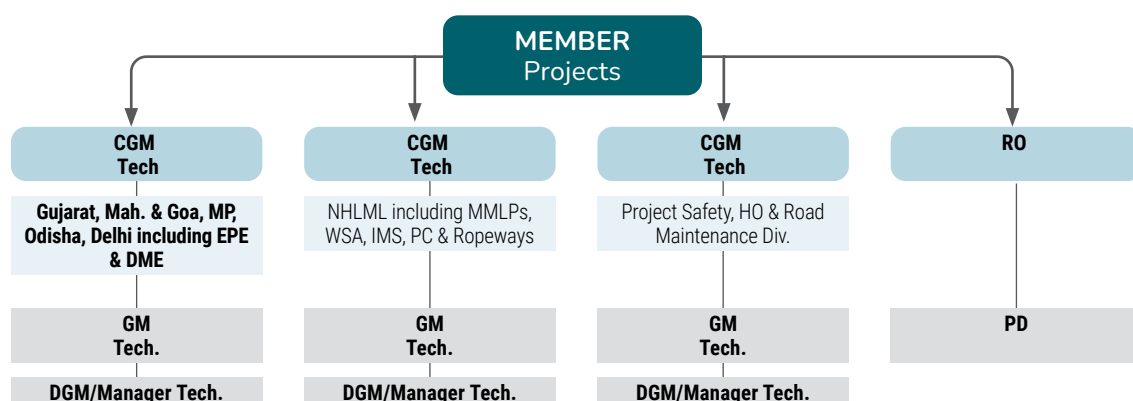 MEMBER
Projects
CGM
Tech
CGM
Tech
CGM
Tech
RO
Gujarat, Mah. & Goa, MP,
Odisha, Delhi including EPE
& DME
NHLML including MMLPs,
WSA, IMS, PC & Ropeways
Project Safety, HO & Road
Maintenance Div.
GM
Tech.
GM
Tech.
GM
Tech.
PD
DGM/Manager Tech.
DGM/Manager Tech.
DGM/Manager Tech.